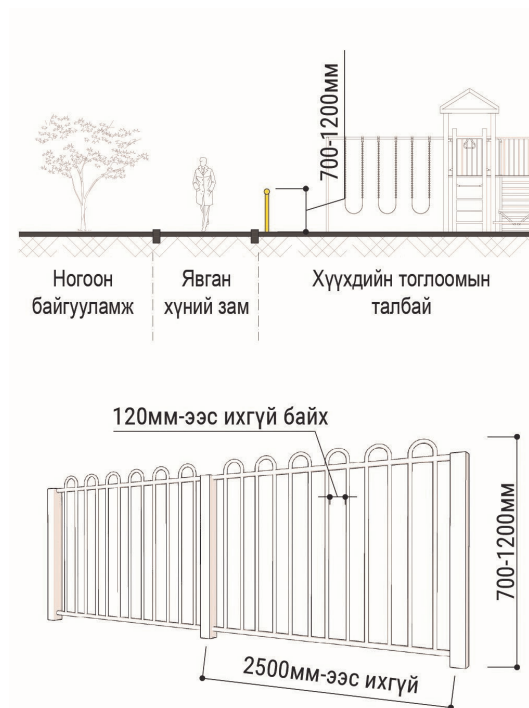 700-1200мм
Ногоон
байгууламж
Явган
хүний зам
Хүүхдийн тоглоомын
талбай
120мм-ээс ихгүй байх
700-1200мм
2500мм-ээс ихгүй